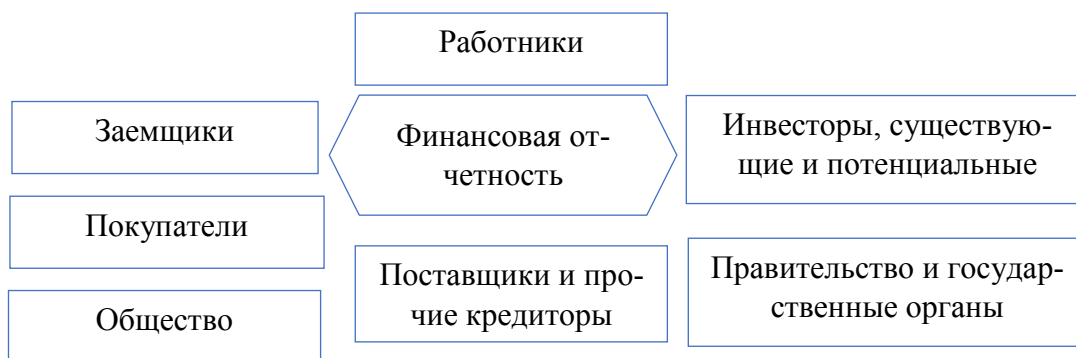 Работники
Заемщики
Финансовая от-
четность
Инвесторы, существую-
щие и потенциальные
Покупатели
Поставщики и про-
чие кредиторы
Правительство и государ-
ственные органы
Общество